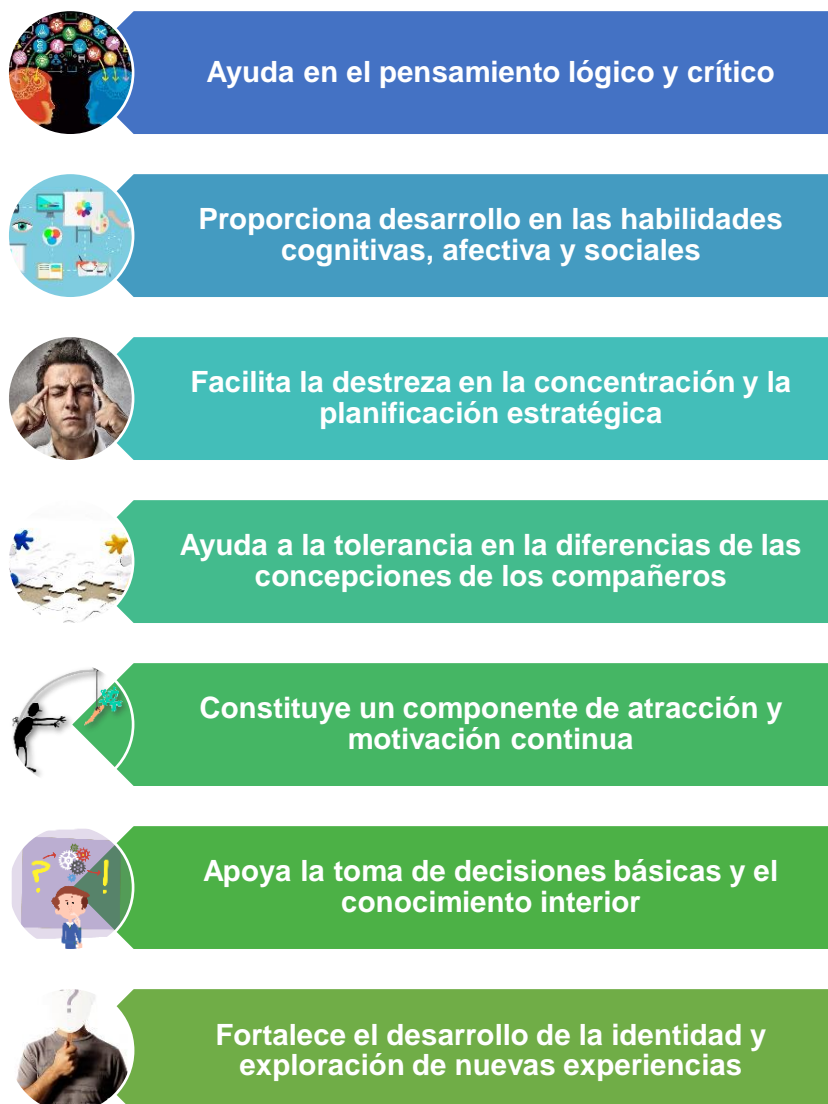 Ayuda en el pensamiento lógico y crítico
Proporciona desarrollo en las habilidades
cognitivas, afectiva y sociales
Facilita la destreza en la concentración y la
planificación estratégica
Ayuda a la tolerancia en la diferencias de las
concepciones de los compañeros
Constituye un componente de atracción y
motivación continua
Apoya la toma de decisiones básicas y el
conocimiento interior
Fortalece el desarrollo de la identidad y
exploración de nuevas experiencias